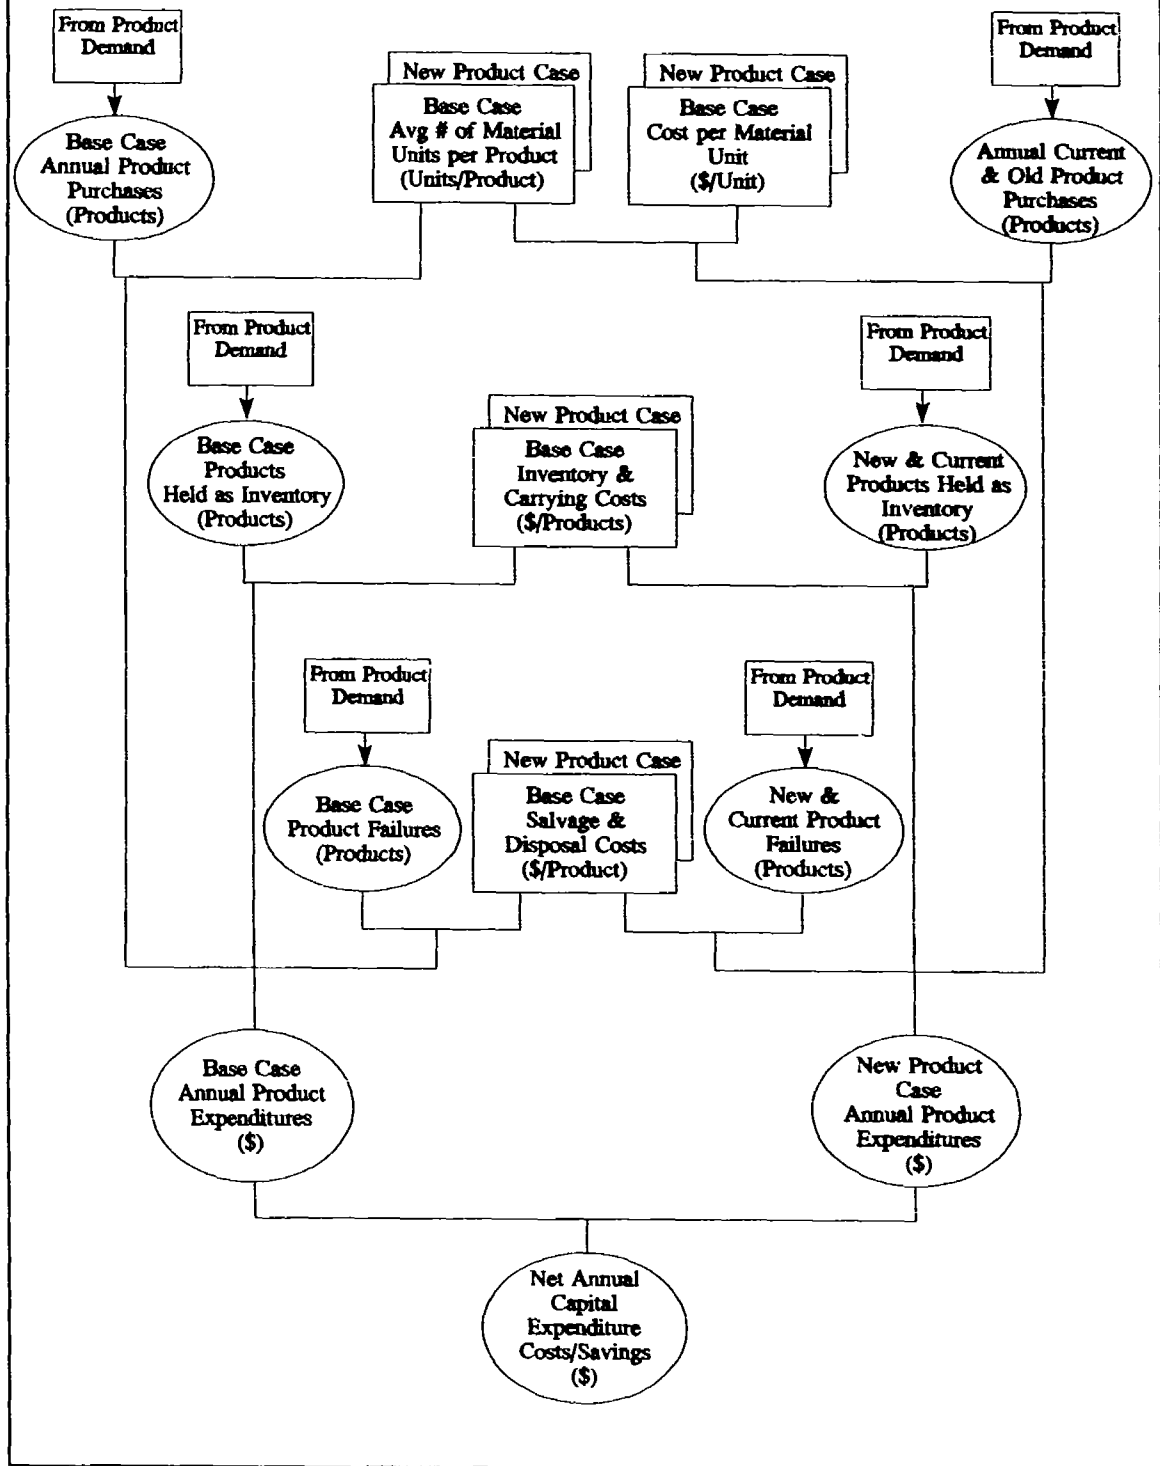 From Product
Demand
Base Case
Annual Product
Purchases
(Products)
New Product Case
Base Case
Avg # of Material
Units per Product
(Units/Product)
New Product Case
Base Case
Cost per Material
Unit
($/Unit)
From Product
Demand
Annual Current
& Old Product
Purchases
(Products)
From Product
Demand
Base Case
Products
Held as Inventory
(Products)
New Product Case
Base Case
Inventory &
Carrying Costs
($/Products)
From Product
Demand
New & Current
Products Held as
Inventory
(Products)
From Product
Demand
Base Case
Product Failures
(Products)
New Product Case
Base Case
Salvage &
Disposal Costs
($/Product)
From Product
Demand
New &
Current Product
Failures
(Products)
Base Case
Annual Product
Expenditures
($)
New Product
Case
Annual Product
Expenditures
($)
Net Annual
Capital
Expenditure
Costs/Savings
($)